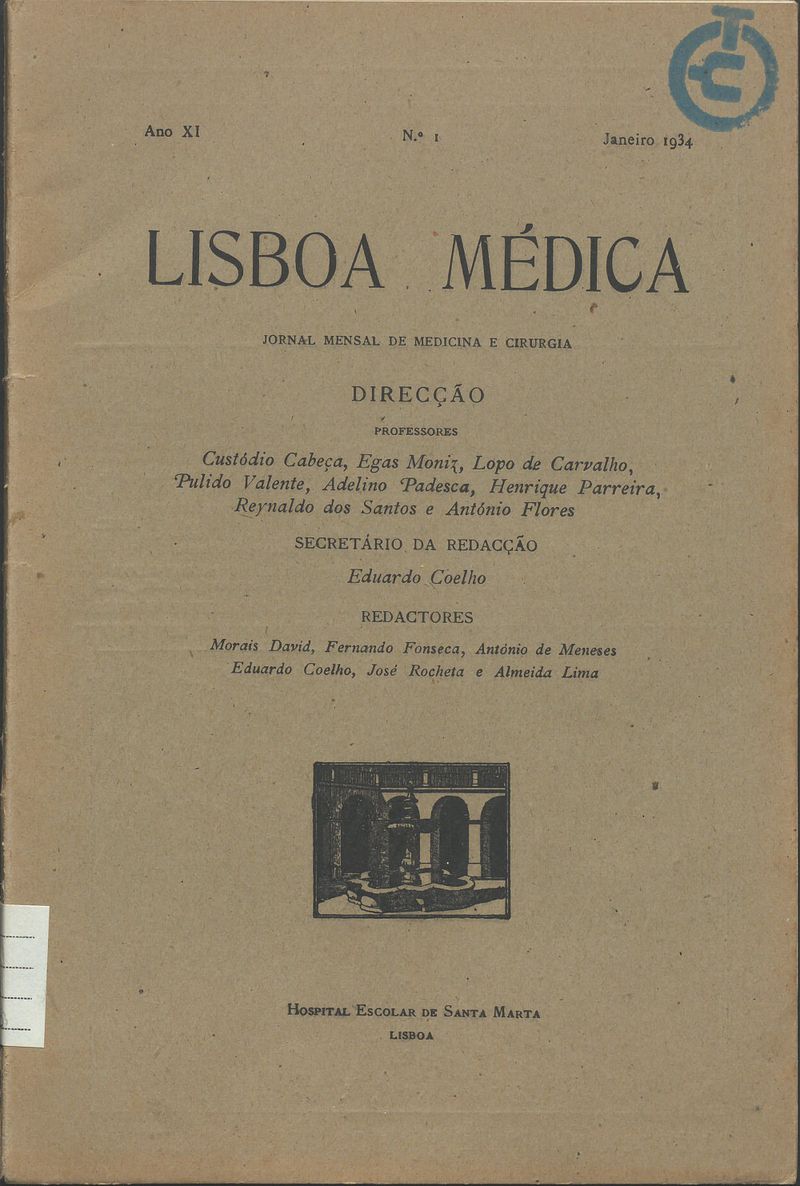 Ano XI
N.º 1
Janeiro 1934
LISBOA MÉDICA
JORNAL MENSAL DE MEDICINA E CIRURGIA
DIRECÇÃO
PROFESSORES
Custódio Cabeça, Egas Moniz, Lopo de Carvalho,
Pulido Valente, Adelino Padesca, Henrique Parreira,
Reynaldo dos Santos e António Flores
SECRETÁRIO DA REDACÇÃO
Eduardo Coelho
REDACTORES
Morais David, Fernando Fonseca, António de Meneses
Eduardo Coelho, José Rocheta e Almeida Lima
HOSPITAL ESCOLAR DE SANTA MARTA
LISBOA